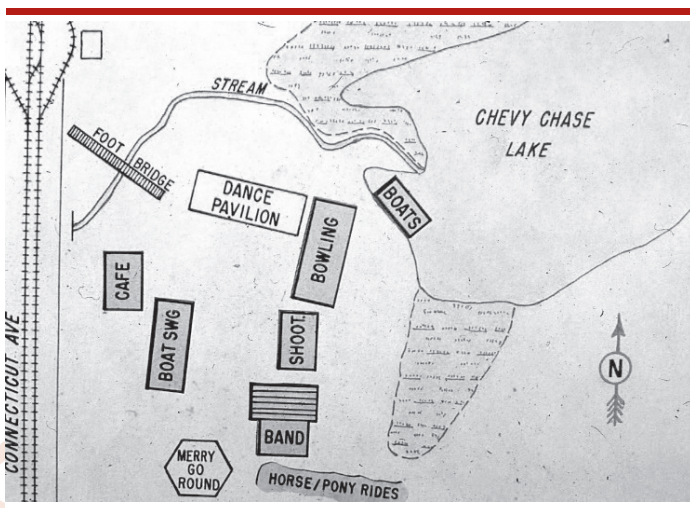 STREAM
CHEVY CHASE
LAKE
FOOT BRIDGE
DANCE
PAVILION
BOATS
BOWLING
CAFE
BOAT SWG
SHOOT.
CONNECTICUT AVE
N
BAND
MERRY
GO
ROUND
HORSE/PONY RIDES